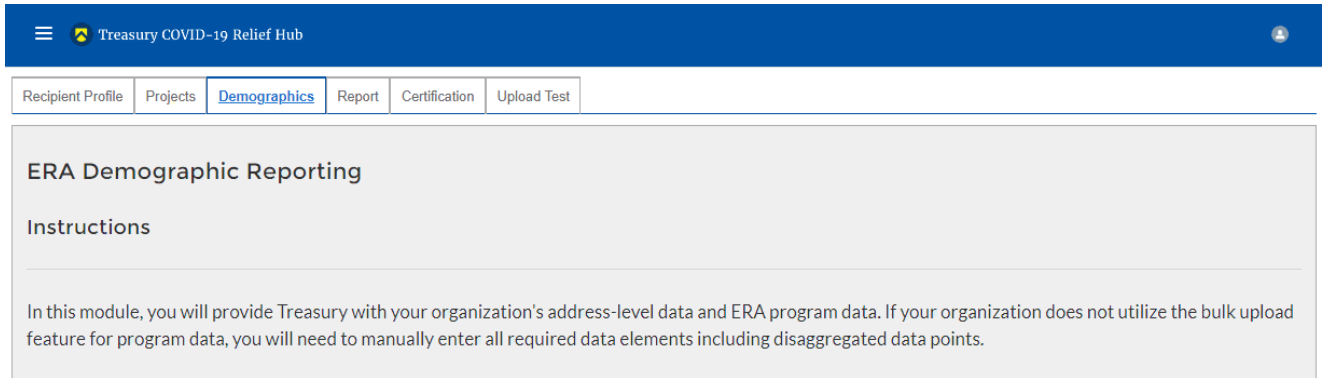 Treasury COVID-19 Relief Hub
Recipient Profile Projects Demographics Report Certification Upload Test
ERA Demographic Reporting
Instructions
In this module, you will provide Treasury with your organization's address-level data and ERA program data. If your organization does not utilize the bulk upload
feature for program data, you will need to manually enter all required data elements including disaggregated data points.